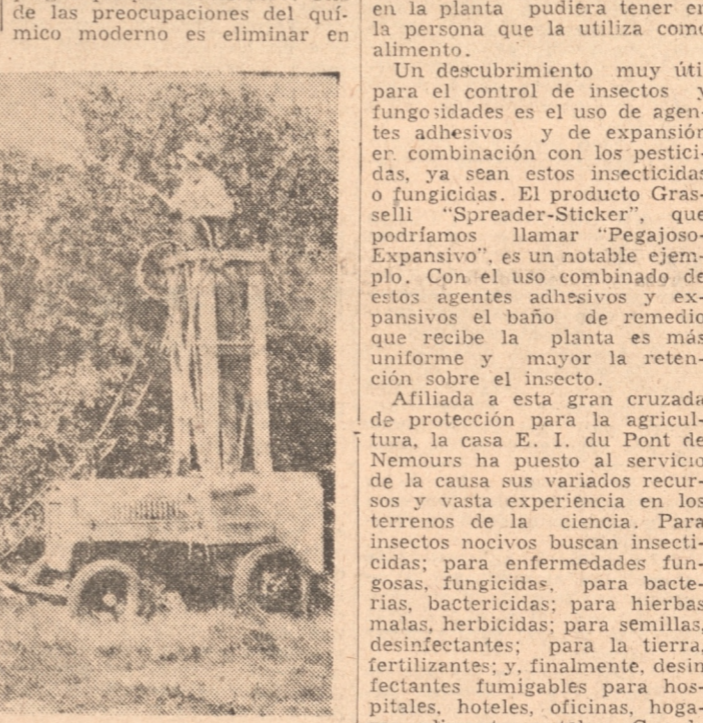 de las preocupaciones del quí-
mico moderno es eliminar en
en la planta pudiera tener en
la persona que la utiliza como
alimento.
Un descubrimiento muy úti
para el control de insectos y
fungosidades es el uso de agen-
tes adhesivos y de expansión
en combinación con los pestici-
das, ya sean estos insecticidas
o fungicidas. El producto Gras-
selli "Spreader-Sticker", que
podríamos llamar "Pegajoso-
Expansivo", es un notable ejem-
plo. Con el uso combinado de
estos agentes adhesivos y ex-
pansivos el baño de remedio
que recibe la planta es más
uniforme y mayor la reten-
ción sobre el insecto.
Afiliada a esta gran cruzada
de protección para la agricul-
tura, la casa E. I. du Pont de
Nemours ha puesto al servicio
de la causa sus variados recur-
sos y vasta experiencia en los
terrenos de la ciencia. Para
insectos nocivos buscan insecti-
cidas; para enfermedades fun-
gosas, fungicidas, para bacte-
rias, bactericidas; para hierbas
malas, herbicidas; para semillas,
desinfectantes; para la tierra,
fertilizantes; y, finalmente, desin
fectantes fumigables para hos-
pitales, hoteles, oficinas, hoga-